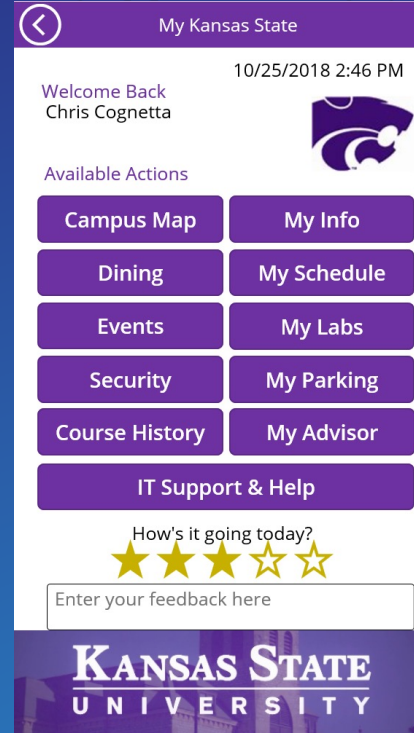 My Kansas State
10/25/2018 2:46 PM
Welcome Back
Chris Cognetta
Available Actions
Campus Map
My Info
Dining
My Schedule
Events
My Labs
Security
My Parking
Course History
My Advisor
IT Support & Help
How's it going today?
Enter your feedback here
KANSAS STATE
UNIVERSITY